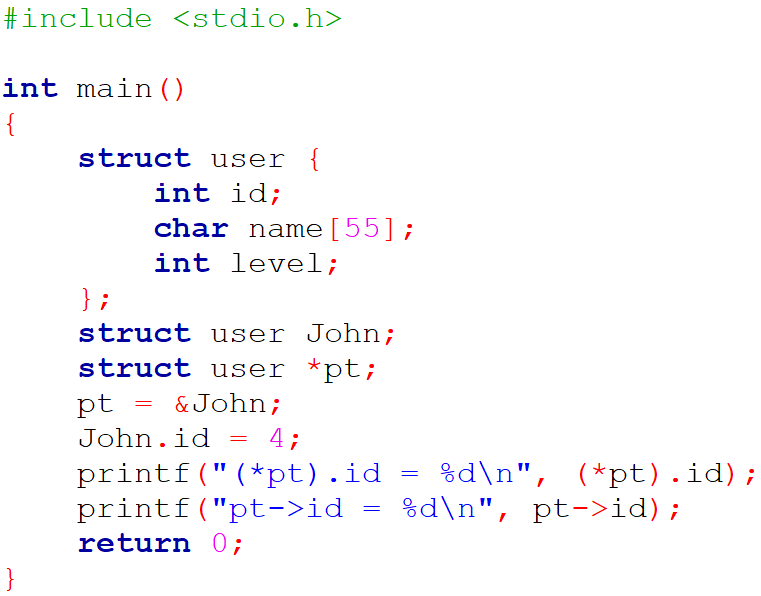 #include <stdio.h>

int main()
{
    struct user {
        int id;
        char name[55];
        int level;
    };
    struct user John;
    struct user *pt;
    pt = &John;
    John.id = 4;
    printf("(*pt).id = %d\n", (*pt).id);
    printf("pt->id = %d\n", pt->id);
    return 0;
}